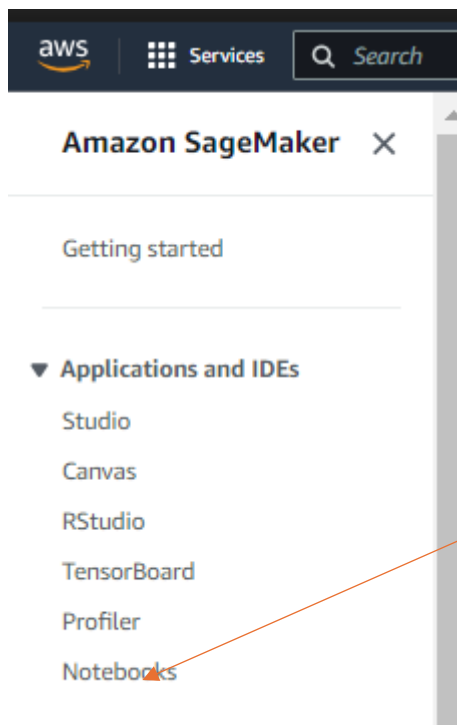 aws Services Search
Amazon SageMaker
Getting started
Applications and IDEs
Studio
Canvas
RStudio
TensorBoard
Profiler
Notebooks